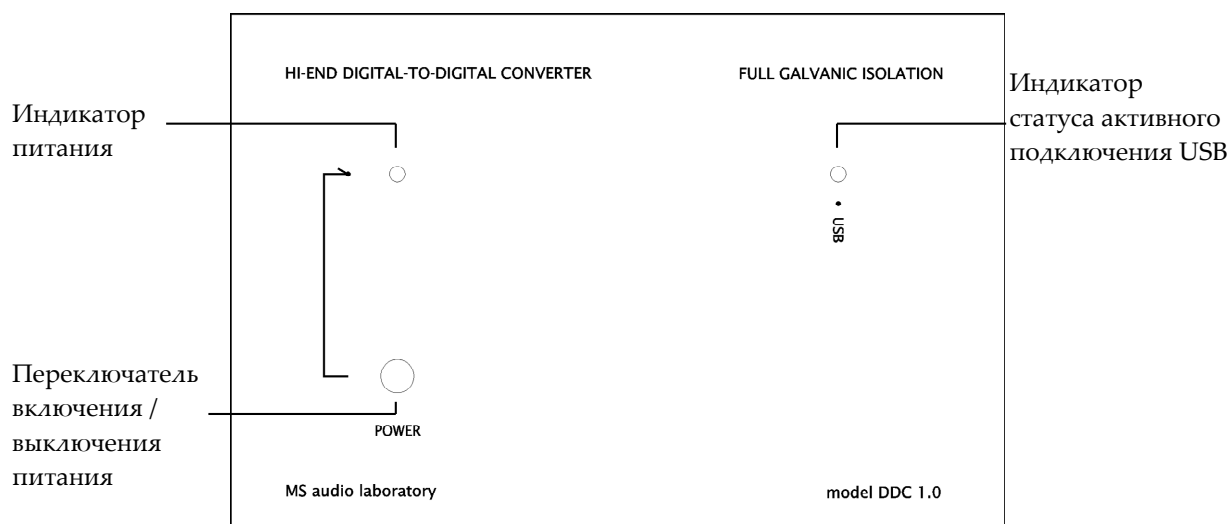 HI-END DIGITAL-TO-DIGITAL CONVERTER
FULL GALVANIC ISOLATION
Индикатор
питания
Индикатор
статуса активного
подключения USB
• USB
Переключатель
включения /
выключения
питания
POWER
MS audio laboratory
model DDC 1.0